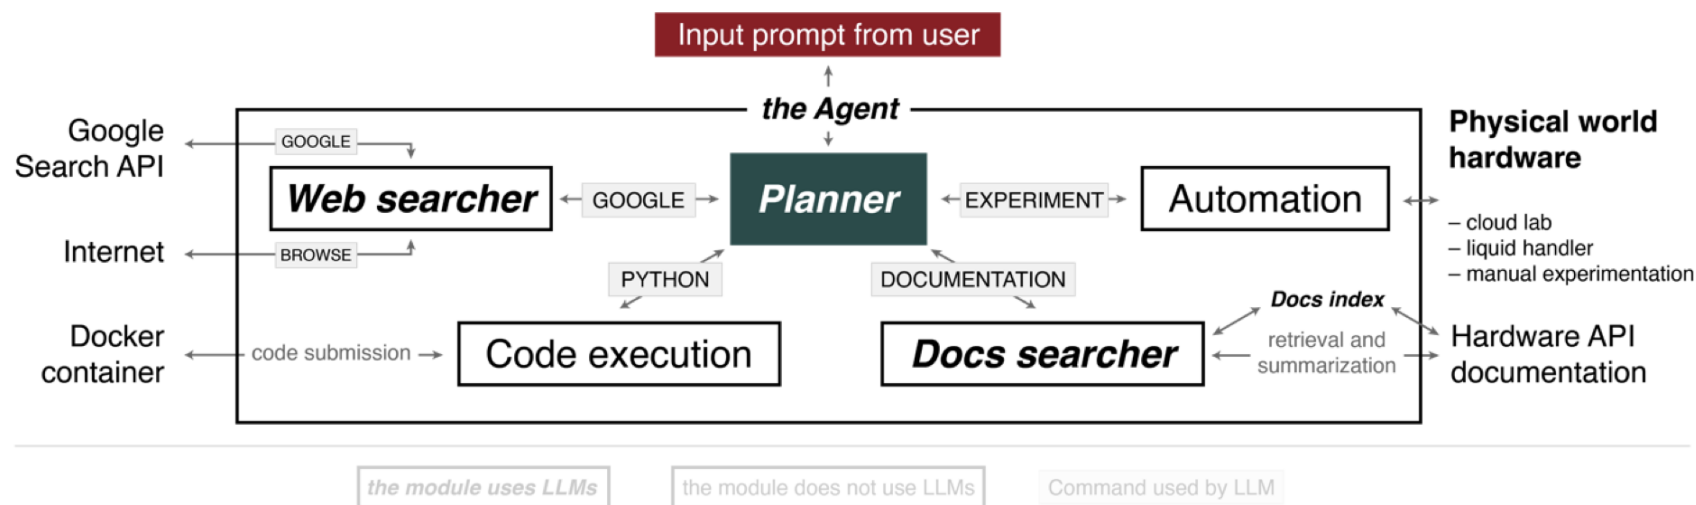 Input prompt from user
the Agent
Google
Search API
GOOGLE
Web searcher
GOOGLE
Planner
EXPERIMENT
Automation
Physical world
hardware
– cloud lab
– liquid handler
– manual experimentation
Internet
BROWSE
PYTHON
DOCUMENTATION
Docker
container
code submission
Code execution
Docs searcher
Docs index
retrieval and
summarization
Hardware API
documentation
the module uses LLMs
the module does not use LLMs
Command used by LLM